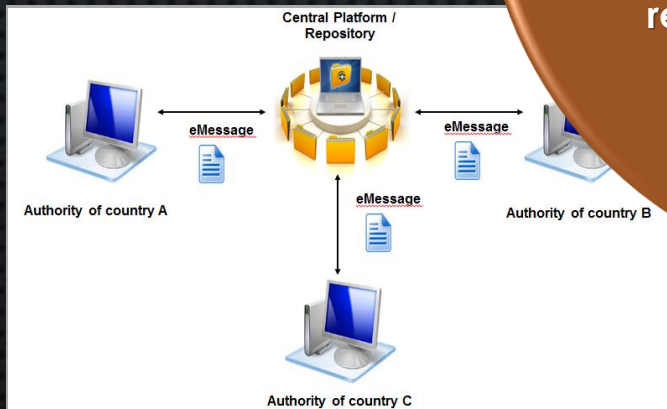 Central Platform /
Repository
eMessage
eMessage
eMessage
Authority of country A
Authority of country B
Authority of country C